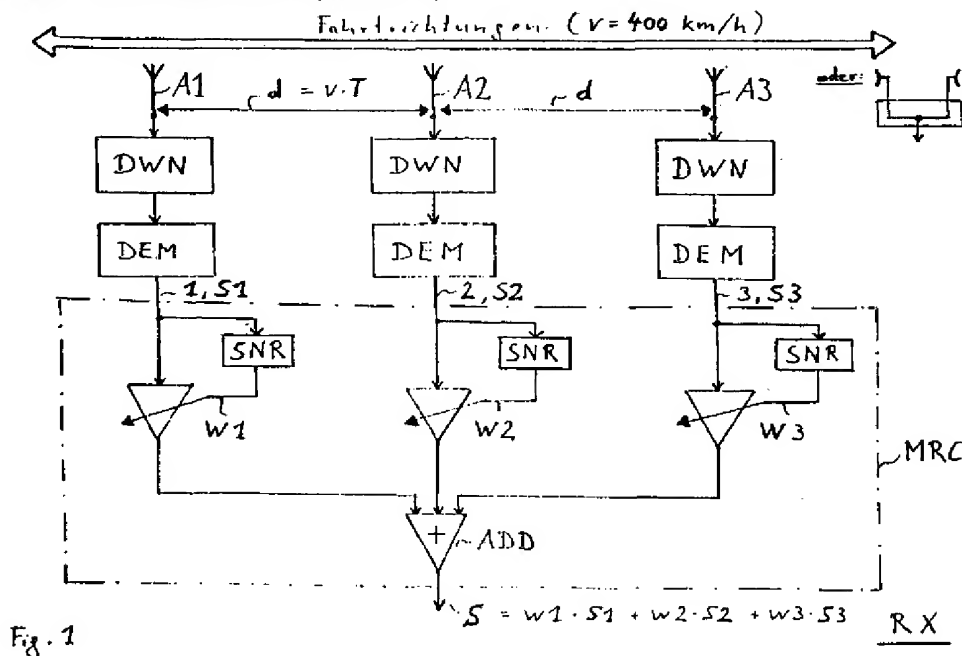 Fahrtrichtungen (v = 400 km/h)
A1 d = v·T A2 d A3 oder:
DWN DWN DWN
DEM DEM DEM
1, S1 2, S2 3, S3
SNR SNR SNR
W1 W2 W3
MRC
+ ADD
S = W1·S1 + W2·S2 + W3·S3
Fig. 1 RX